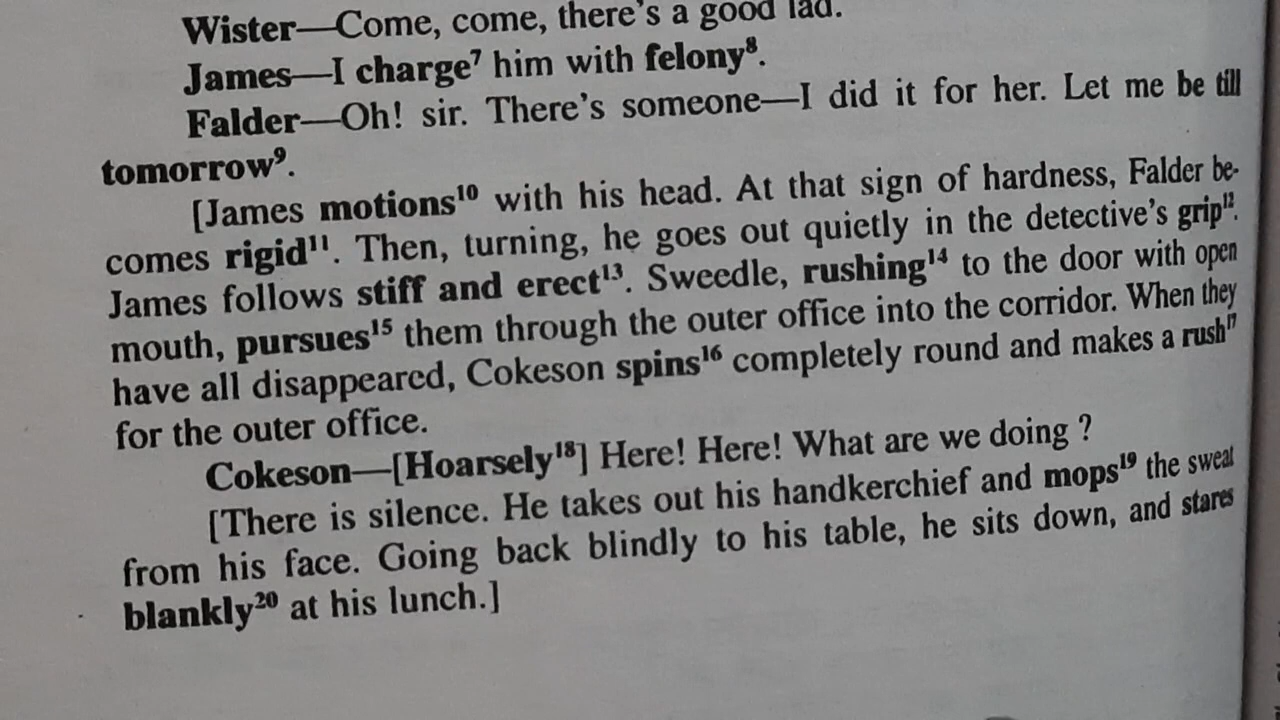 Wister—Come, come, there's a good lad.
James—I charge⁷ him with felony⁸.
Falder—Oh! sir. There's someone—I did it for her. Let me be till
tomorrow⁹.
[James motions¹⁰ with his head. At that sign of hardness, Falder be-
comes rigid¹¹. Then, turning, he goes out quietly in the detective's grip¹².
James follows stiff and erect¹³. Sweedle, rushing¹⁴ to the door with open
mouth, pursues¹⁵ them through the outer office into the corridor. When they
have all disappeared, Cokeson spins¹⁶ completely round and makes a rush¹⁷
for the outer office.
Cokeson—[Hoarsely¹⁸] Here! Here! What are we doing ?
[There is silence. He takes out his handkerchief and mops¹⁹ the sweat
from his face. Going back blindly to his table, he sits down, and stares
blankly²⁰ at his lunch.]